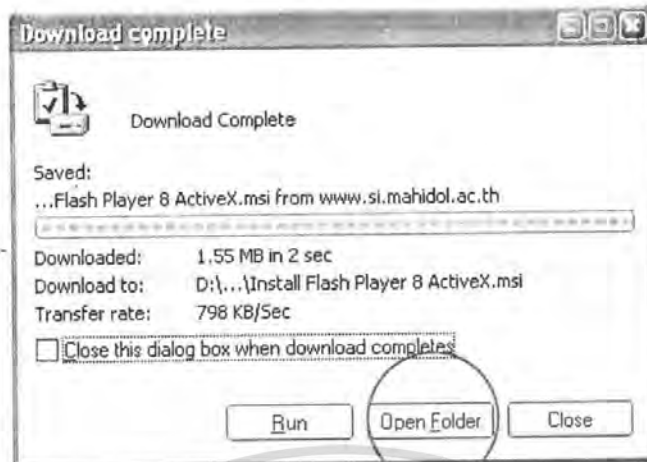 Download complete
Download Complete
Saved:
...Flash Player 8 ActiveX.msi from www.si.mahidol.ac.th
Downloaded: 1.55 MB in 2 sec
Download to: D:\...\Install Flash Player 8 ActiveX.msi
Transfer rate: 798 KB/Sec
Close this dialog box when download completes
Run Open Folder Close